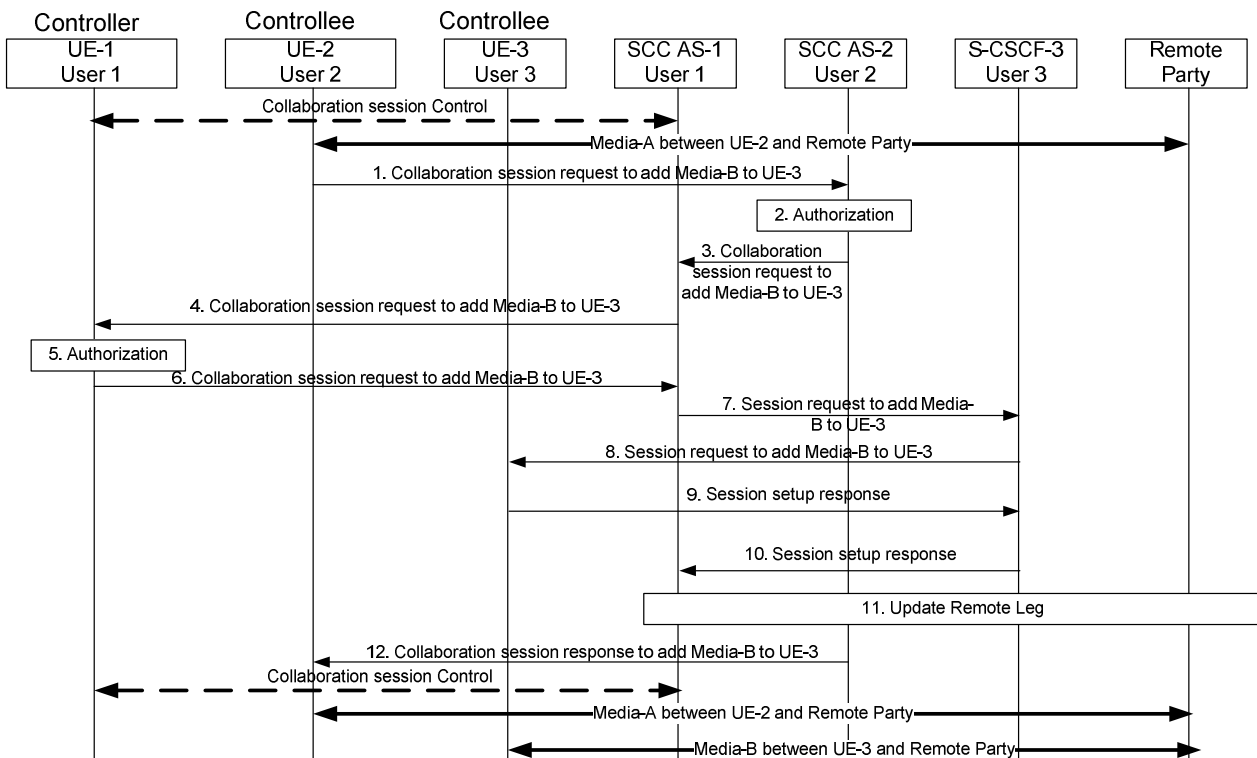 Controller
Controllee
Controllee
UE-1
User 1
UE-2
User 2
UE-3
User 3
SCC AS-1
User 1
SCC AS-2
User 2
S-CSCF-3
User 3
Remote
Party
Collaboration session Control
Media-A between UE-2 and Remote Party
1. Collaboration session request to add Media-B to UE-3
2. Authorization
3. Collaboration
session request to
add Media-B to UE-3
4. Collaboration session request to add Media-B to UE-3
5. Authorization
6. Collaboration session request to add Media-B to UE-3
7. Session request to add Media-
B to UE-3
8. Session request to add Media-B to UE-3
9. Session setup response
10. Session setup response
11. Update Remote Leg
12. Collaboration session response to add Media-B to UE-3
Collaboration session Control
Media-A between UE-2 and Remote Party
Media-B between UE-3 and Remote Party